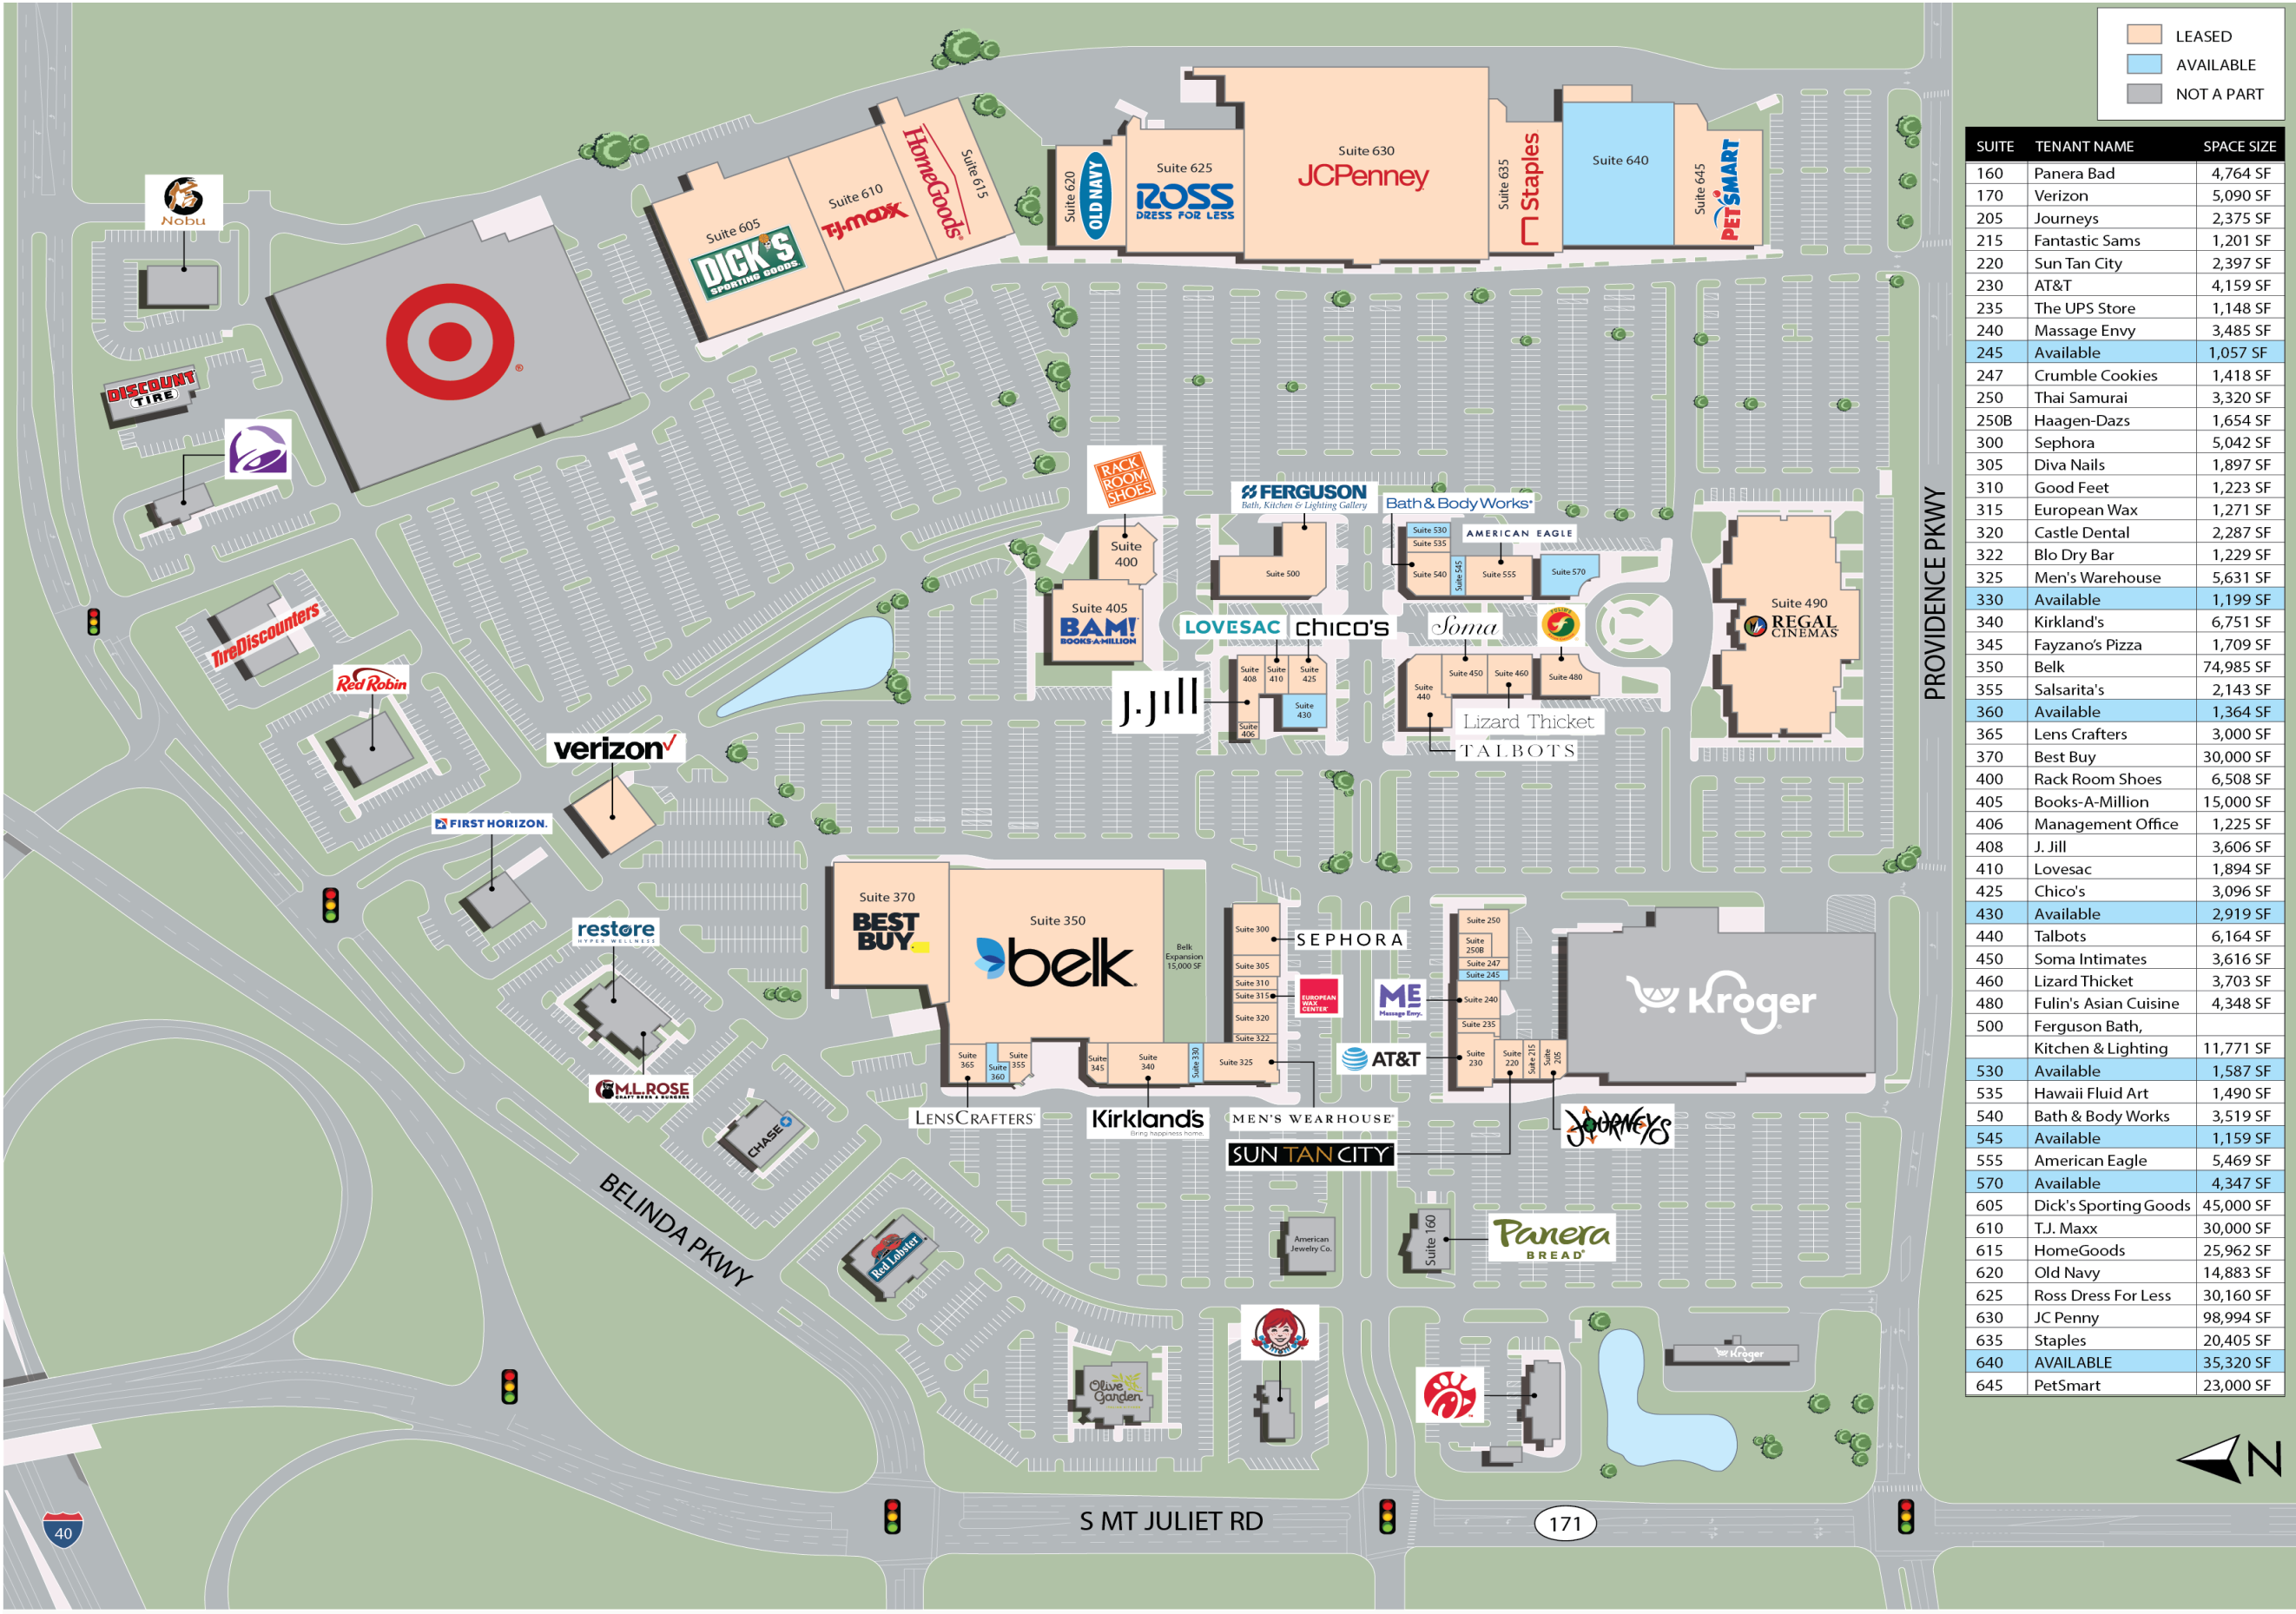 LEASED
AVAILABLE
NOT A PART
SUITE TENANT NAME SPACE SIZE
160 Panera Bad 4,764 SF
170 Verizon 5,090 SF
205 Journeys 2,375 SF
215 Fantastic Sams 1,201 SF
220 Sun Tan City 2,397 SF
230 AT&T 4,159 SF
235 The UPS Store 1,148 SF
240 Massage Envy 3,485 SF
245 Available 1,057 SF
247 Crumble Cookies 1,418 SF
250 Thai Samurai 3,320 SF
250B Haagen-Dazs 1,654 SF
300 Sephora 5,042 SF
305 Diva Nails 1,897 SF
310 Good Feet 1,223 SF
315 European Wax 1,271 SF
320 Castle Dental 2,287 SF
322 Blo Dry Bar 1,229 SF
325 Men's Warehouse 5,631 SF
330 Available 1,199 SF
340 Kirkland's 6,751 SF
345 Fayzano's Pizza 1,709 SF
350 Belk 74,985 SF
355 Salsarita's 2,143 SF
360 Available 1,364 SF
365 Lens Crafters 3,000 SF
370 Best Buy 30,000 SF
400 Rack Room Shoes 6,508 SF
405 Books-A-Million 15,000 SF
406 Management Office 1,225 SF
408 J. Jill 3,606 SF
410 Lovesac 1,894 SF
425 Chico's 3,096 SF
430 Available 2,919 SF
440 Talbots 6,164 SF
450 Soma Intimates 3,616 SF
460 Lizard Thicket 3,703 SF
480 Fulin's Asian Cuisine 4,348 SF
500 Ferguson Bath,
Kitchen & Lighting 11,771 SF
530 Available 1,587 SF
535 Hawaii Fluid Art 1,490 SF
540 Bath & Body Works 3,519 SF
545 Available 1,159 SF
555 American Eagle 5,469 SF
570 Available 4,347 SF
605 Dick's Sporting Goods 45,000 SF
610 T.J. Maxx 30,000 SF
615 HomeGoods 25,962 SF
620 Old Navy 14,883 SF
625 Ross Dress For Less 30,160 SF
630 JC Penny 98,994 SF
635 Staples 20,405 SF
640 AVAILABLE 35,320 SF
645 PetSmart 23,000 SF
N
Nobu
DISCOUNT
TIRE
TireDiscounters
Red Robin
verizon
FIRST HORIZON.
restore
HYPER WELLNESS
M.L.ROSE
CRAFT BEER & BURGERS
CHASE
Red Lobster
Olive
Garden
Suite 605
DICK'S
SPORTING GOODS.
Suite 610
T·J·maxx
Suite 615
HomeGoods
Suite 620
OLD NAVY
Suite 625
ROSS
DRESS FOR LESS
Suite 630
JCPenney
Suite 635
Staples
Suite 640
Suite 645
PETSMART
RACK
ROOM
SHOES
Suite
400
Suite 405
BAM!
BOOKS-A-MILLION
FERGUSON
Bath, Kitchen & Lighting Gallery
Suite 500
Bath & Body Works
AMERICAN EAGLE
Suite 530
Suite 535
Suite 540
Suite 545
Suite 555
Suite 570
LOVESAC
chico's
Soma
FULIN'S
Suite
408
Suite
410
Suite
425
Suite
430
Suite
406
J.Jill
Suite
440
Suite 450
Suite 460
Suite 480
Lizard Thicket
TALBOTS
Suite 490
REGAL
CINEMAS
PROVIDENCE PKWY
Suite 370
BEST
BUY
Suite 350
belk
Belk
Expansion
15,000 SF
Suite 300
SEPHORA
Suite 305
Suite 310
Suite 315
EUROPEAN
WAX
CENTER
Suite 320
Suite 322
Suite 325
Suite 330
Suite
340
Suite
345
Suite
355
Suite
360
Suite
365
LENSCRAFTERS
Kirkland's
Bring happiness home.
MEN'S WEARHOUSE
SUN TAN CITY
Suite 250
Suite
250B
Suite 247
Suite 245
Suite 240
ME
Massage Envy.
Suite 235
AT&T
Suite
230
Suite
220
Suite 215
Suite
205
JOURNEYS
Kroger
American
Jewelry Co.
Suite 160
Panera
BREAD
Kroger
BELINDA PKWY
S MT JULIET RD
171
40